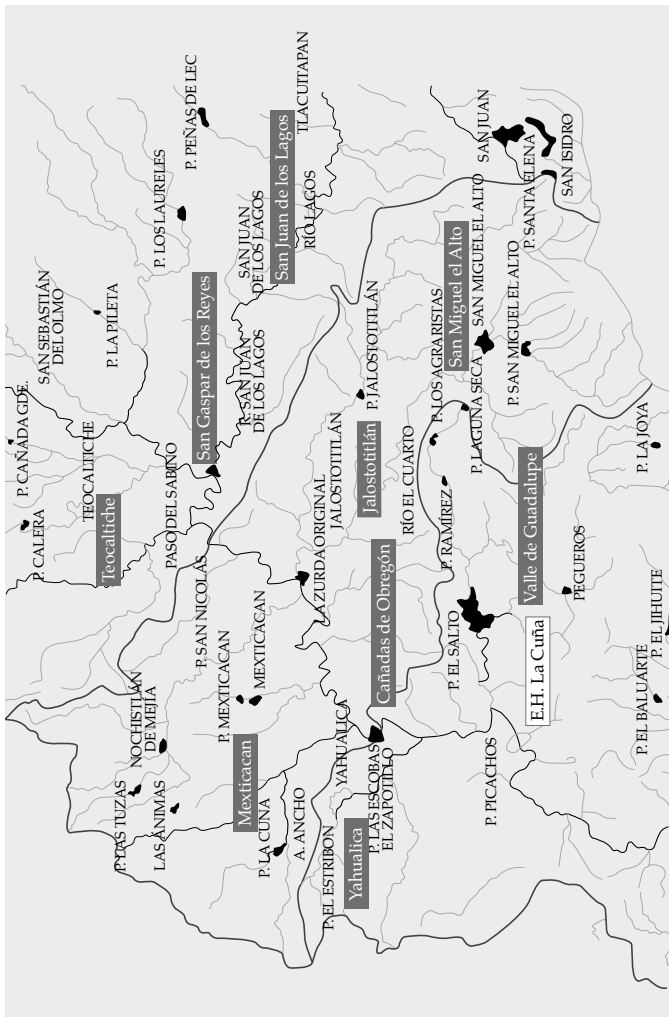 P. PEÑAS DE LEC
TLACUITAPAN
P. LOS LAURELES
San Juan de los Lagos
RÍO LAGOS
SAN JUAN
DE LOS LAGOS
SAN JUAN
P. SANTA ELENA
SAN ISIDRO
SAN SEBASTIÁN
DEL OLMO
P. LA PILETA
San Gaspar de los Reyes
R. SAN JUAN
DE LOS LAGOS
P. JALOSTOTITLÁN
San Miguel el Alto
SAN MIGUEL EL ALTO
P. SAN MIGUEL EL ALTO
P. LOS AGRARISTAS
P. LAGUNA SECA
P. CAÑADA GDE.
TEOCALTICHE
P. CALERA
Teocaltiche
PASO DEL SABINO
JALOSTOTITLÁN
Jalostotitlán
RÍO EL CUARTO
P. RAMÍREZ
P. LA JOYA
LA ZURDA ORIGINAL
Cañadas de Obregón
Valle de Guadalupe
PEGUEROS
P. SAN NICOLÁS
P. MEXTICACAN
MEXTICACAN
P. EL SALTO
E.H. La Cuña
P. EL JIHUITE
P. EL BALUARTE
NOCHISTLÁN
DE MEJÍA
P. LAS TUZAS
LAS ÁNIMAS
Mexticacan
YAHUALICA
P. LAS ESCOBAS
EL ZAPOTILLO
P. PICACHOS
P. LA CUÑA
A. ANCHO
P. EL ESTRIBON
Yahualica